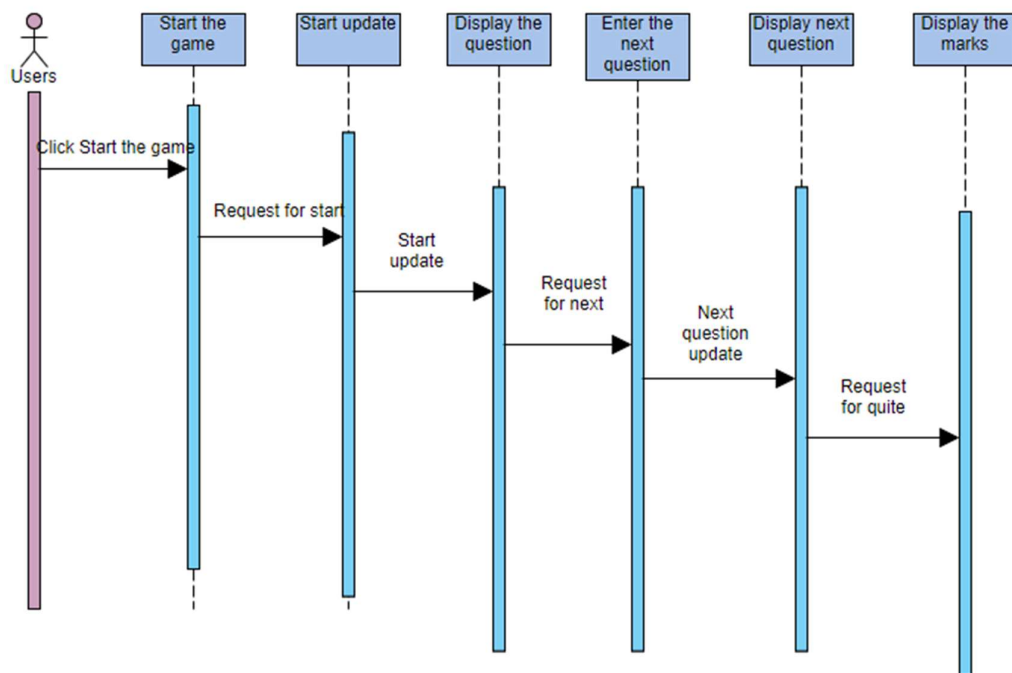 Users
Start the
game
Start update
Display the
question
Enter the
next
question
Display next
question
Display the
marks
Click Start the game
Request for start
Start
update
Request
for next
Next
question
update
Request
for quite